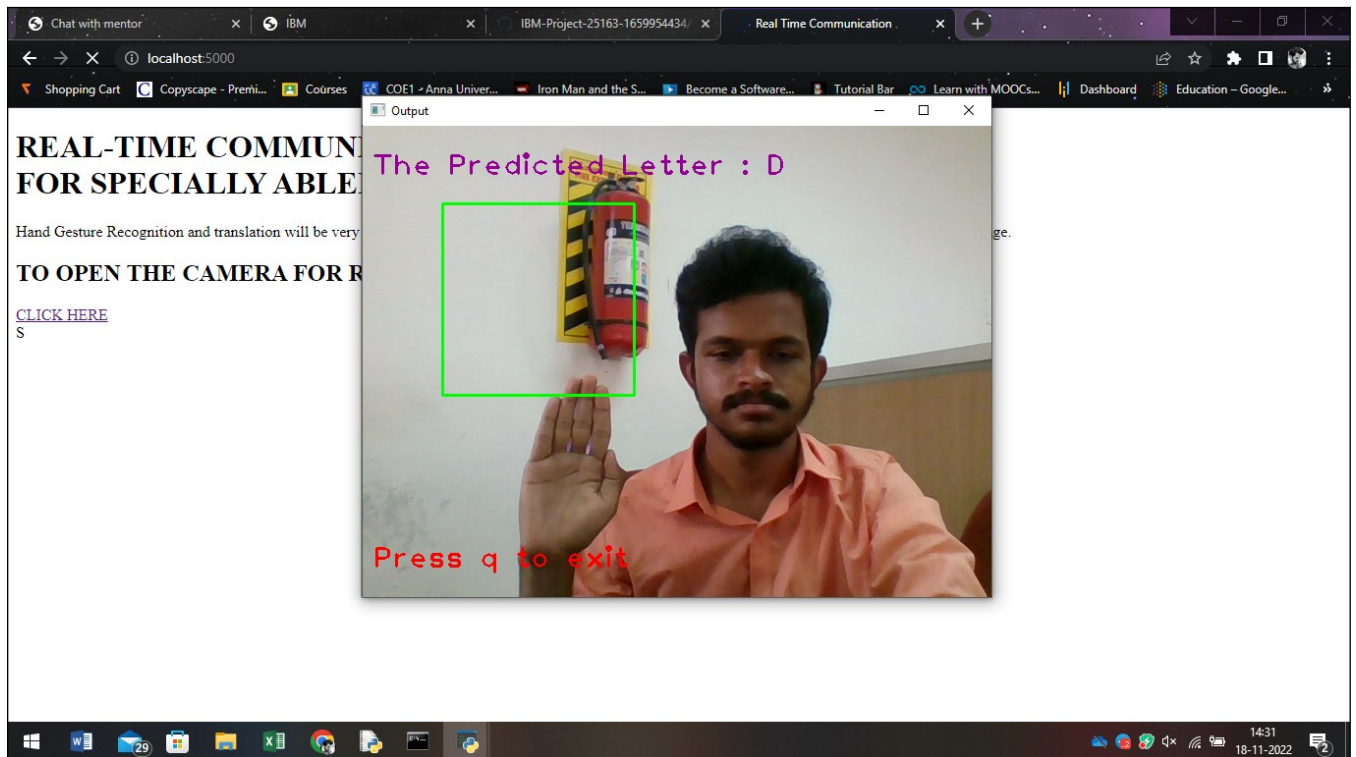 Chat with mentor
IBM
IBM-Project-25163-1659954434/
Real Time Communication
localhost:5000
Shopping Cart
Copyscape - Premi...
Courses
COE1 - Anna Univer...
Iron Man and the S...
Become a Software...
Tutorial Bar
Learn with MOOCs...
Dashboard
Education – Google...
Output
REAL-TIME COMMUNI
FOR SPECIALLY ABLE
Hand Gesture Recognition and translation will be very
ge.
TO OPEN THE CAMERA FOR R
CLICK HERE
S
The Predicted Letter : D
Press q to exit
29
14:31
18-11-2022
2